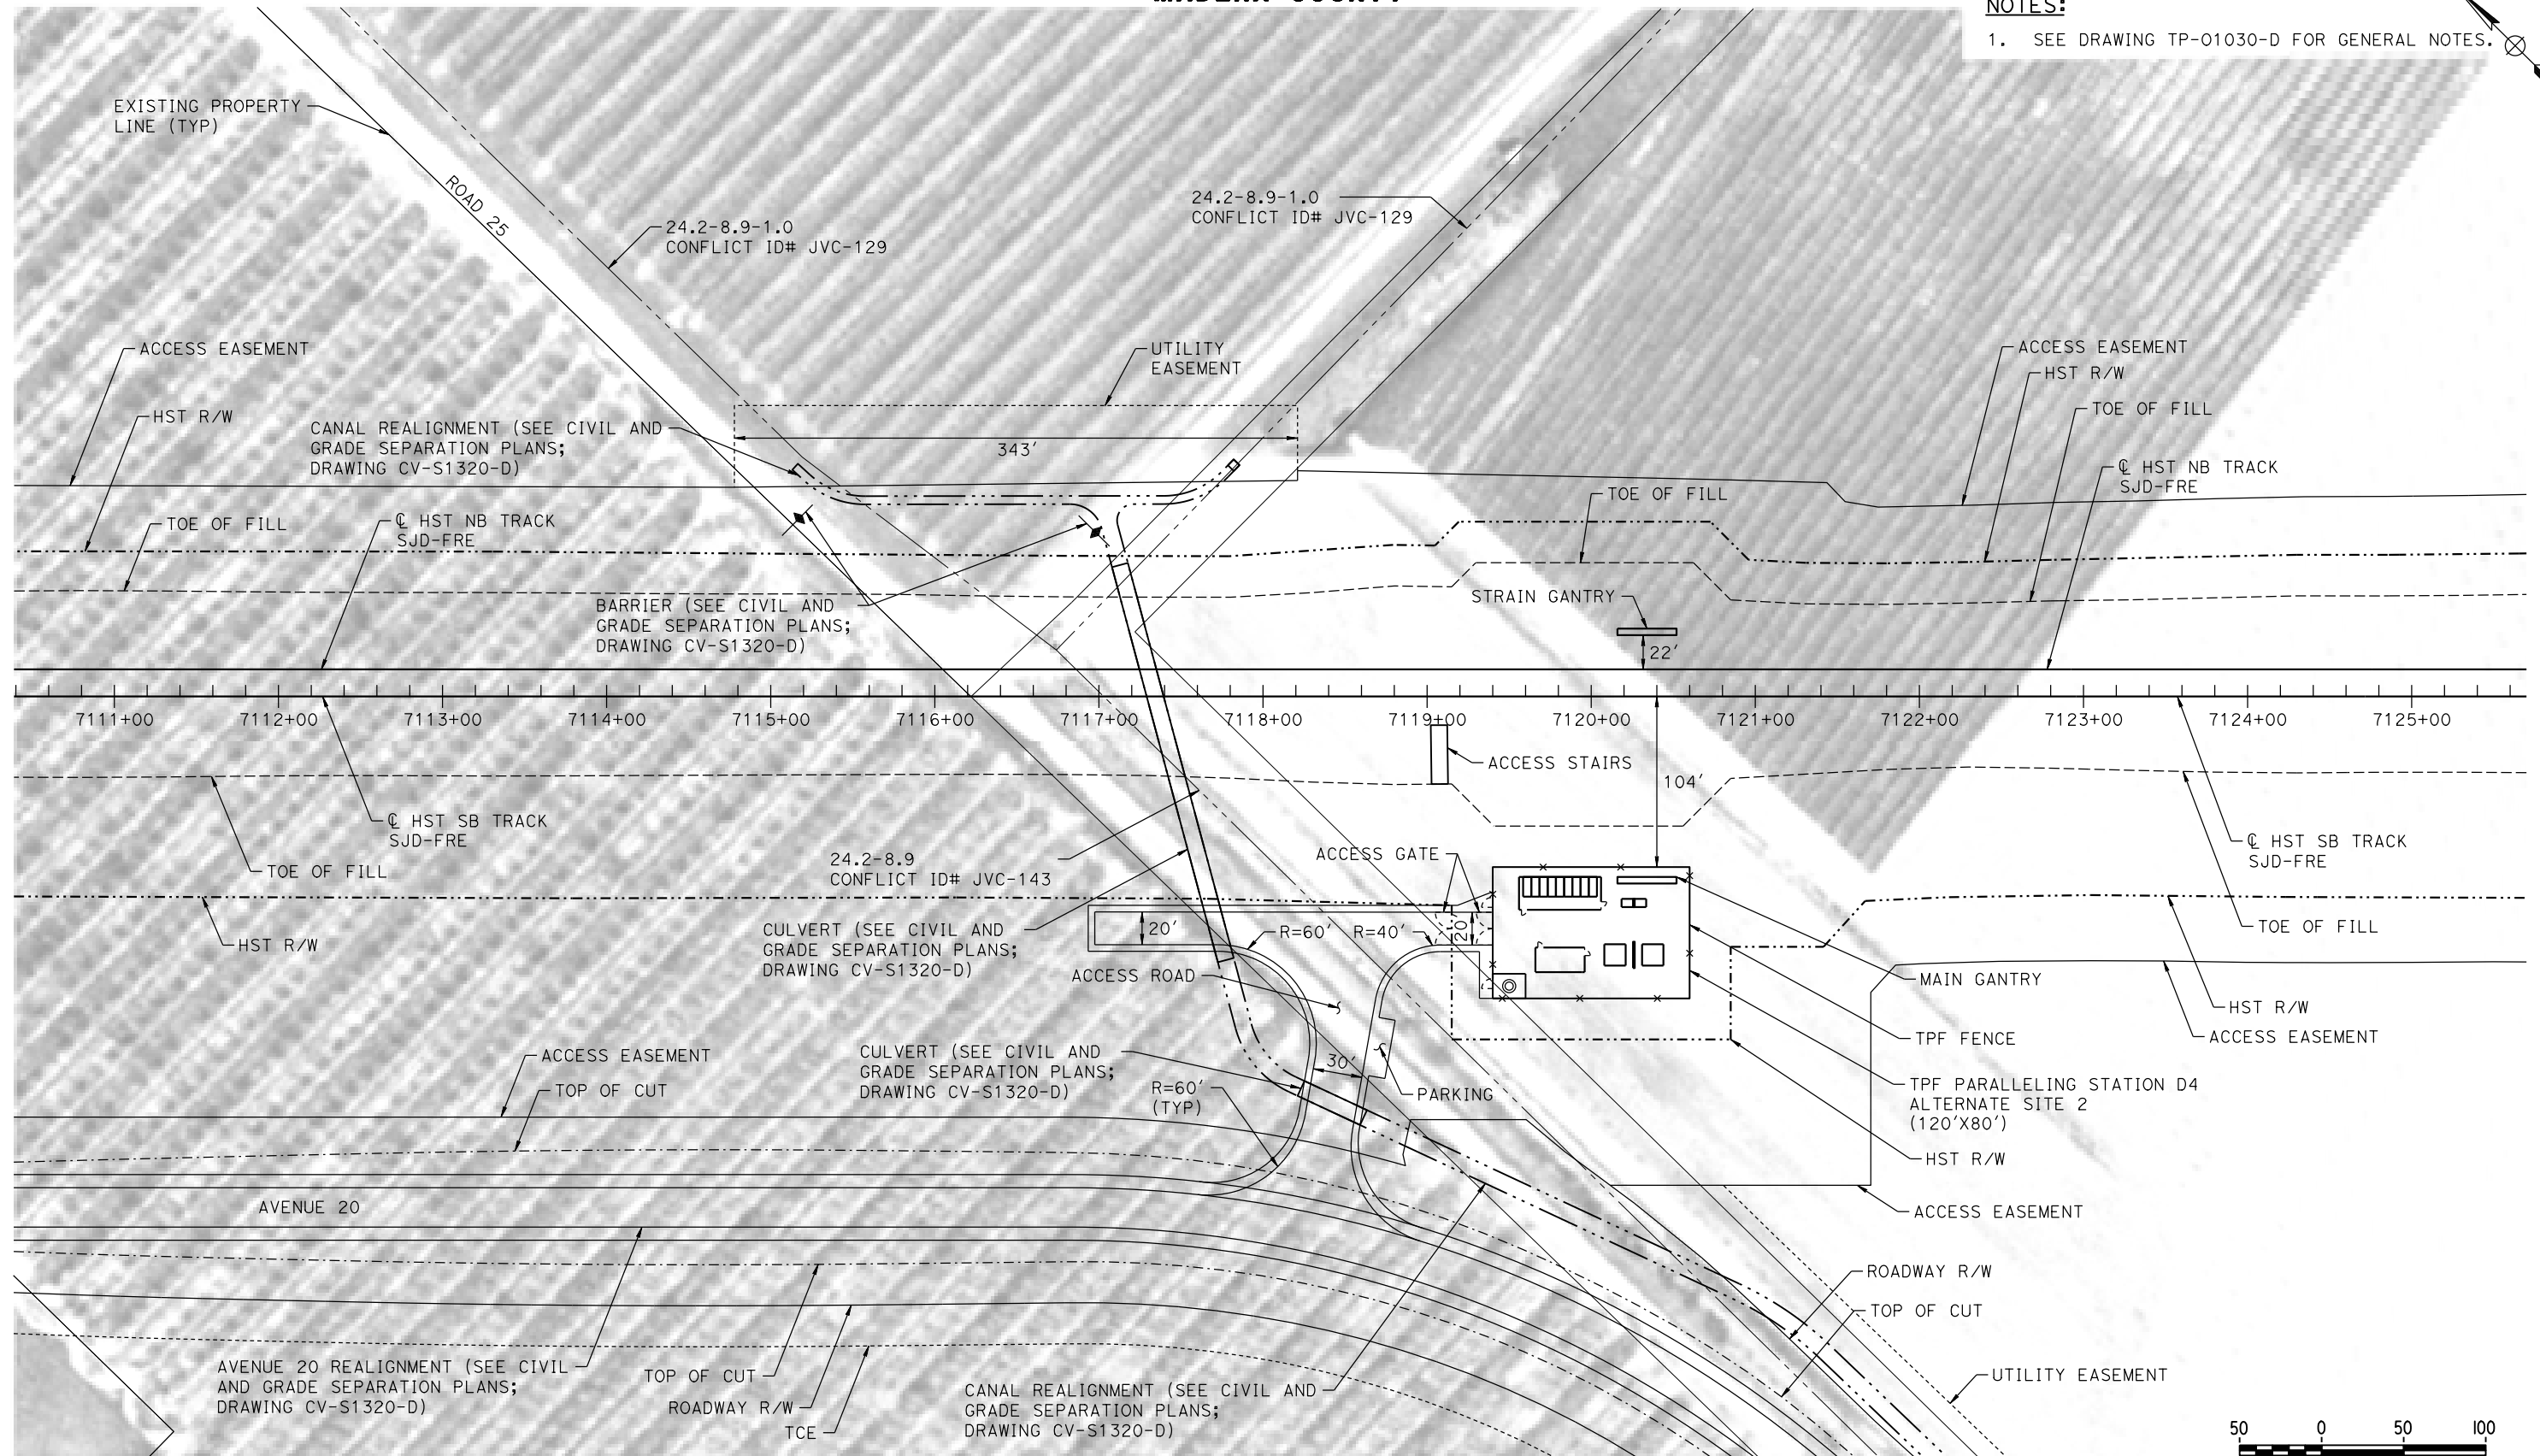 MADERA COUNTY
NOTES:
1. SEE DRAWING TP-O1030-D FOR GENERAL NOTES.
EXISTING PROPERTY
LINE (TYP)
ROAD 25
24.2-8.9-1.0
CONFLICT ID# JVC-129
24.2-8.9-1.0
CONFLICT ID# JVC-129
ACCESS EASEMENT
HST R/W
CANAL REALIGNMENT (SEE CIVIL AND
GRADE SEPARATION PLANS;
DRAWING CV-S1320-D)
UTILITY
EASEMENT
343'
ACCESS EASEMENT
HST R/W
TOE OF FILL
℄ HST NB TRACK
SJD-FRE
TOE OF FILL
℄ HST NB TRACK
SJD-FRE
TOE OF FILL
BARRIER (SEE CIVIL AND
GRADE SEPARATION PLANS;
DRAWING CV-S1320-D)
STRAIN GANTRY
22'
7111+00 7112+00 7113+00 7114+00 7115+00 7116+00 7117+00 7118+00 7119+00 7120+00 7121+00 7122+00 7123+00 7124+00 7125+00
ACCESS STAIRS
104'
℄ HST SB TRACK
SJD-FRE
TOE OF FILL
HST R/W
24.2-8.9
CONFLICT ID# JVC-143
ACCESS GATE
℄ HST SB TRACK
SJD-FRE
TOE OF FILL
CULVERT (SEE CIVIL AND
GRADE SEPARATION PLANS;
DRAWING CV-S1320-D)
20'
R=60'
R=40'
20'
ACCESS ROAD
MAIN GANTRY
HST R/W
ACCESS EASEMENT
TPF FENCE
ACCESS EASEMENT
TOP OF CUT
CULVERT (SEE CIVIL AND
GRADE SEPARATION PLANS;
DRAWING CV-S1320-D)
30'
R=60'
(TYP)
PARKING
TPF PARALLELING STATION D4
ALTERNATE SITE 2
(120'X80')
HST R/W
ACCESS EASEMENT
AVENUE 20
ROADWAY R/W
TOP OF CUT
UTILITY EASEMENT
AVENUE 20 REALIGNMENT (SEE CIVIL
AND GRADE SEPARATION PLANS;
DRAWING CV-S1320-D)
TOP OF CUT
ROADWAY R/W
TCE
CANAL REALIGNMENT (SEE CIVIL AND
GRADE SEPARATION PLANS;
DRAWING CV-S1320-D)
50 0 50 100